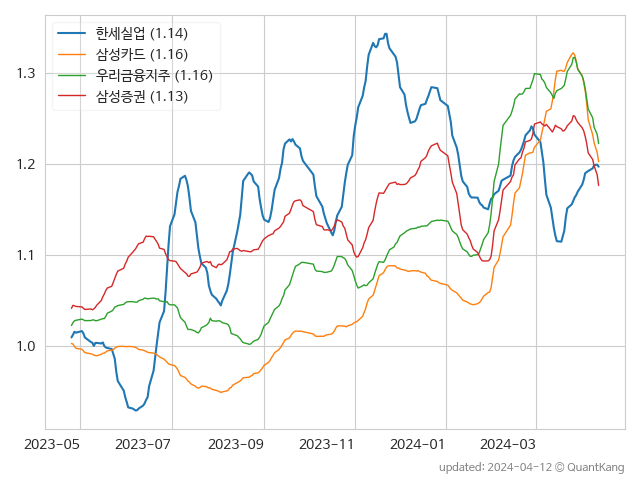 한세실업 (1.14)
삼성카드 (1.16)
우리금융지주 (1.16)
삼성증권 (1.13)
1.3
1.2
1.1
1.0
2023-05 2023-07 2023-09 2023-11 2024-01 2024-03
updated: 2024-04-12 © QuantKang